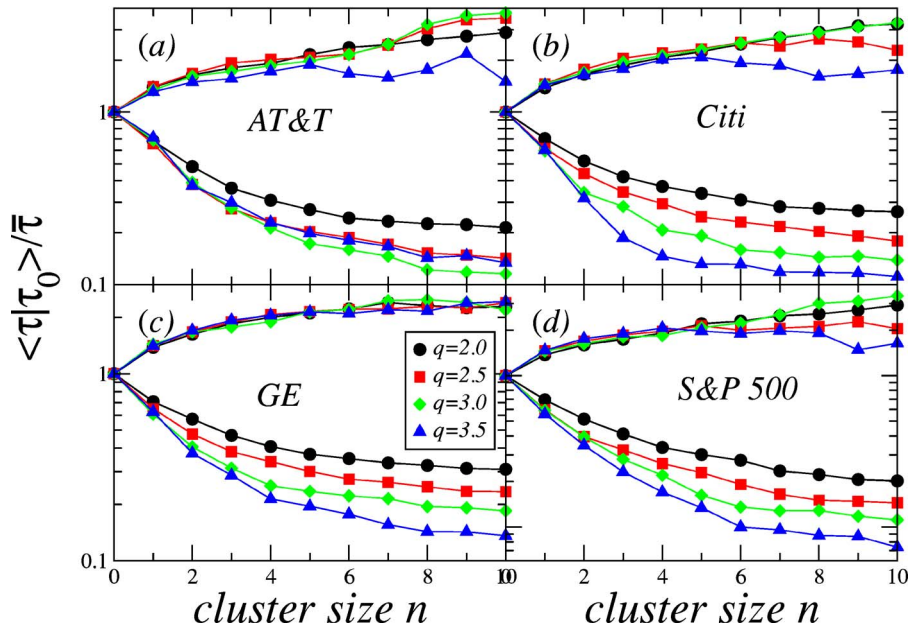 (a)
AT&T
1
0.1
(b)
Citi
<τ|τ0>/τ̄
(c)
GE
1
0.1
q=2.0
q=2.5
q=3.0
q=3.5
(d)
S&P 500
0 2 4 6 8 10
0 2 4 6 8 10
cluster size n
cluster size n